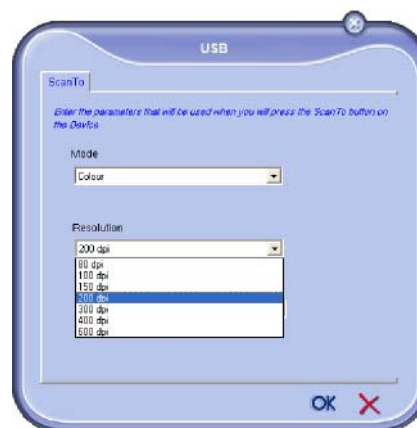 USB
ScanTo
Enter the parameters that will be used when you will press the ScanTo button on
the Device
Mode
Colour
Resolution
200 dpi
80 dpi
100 dpi
150 dpi
200 dpi
300 dpi
400 dpi
600 dpi
OK